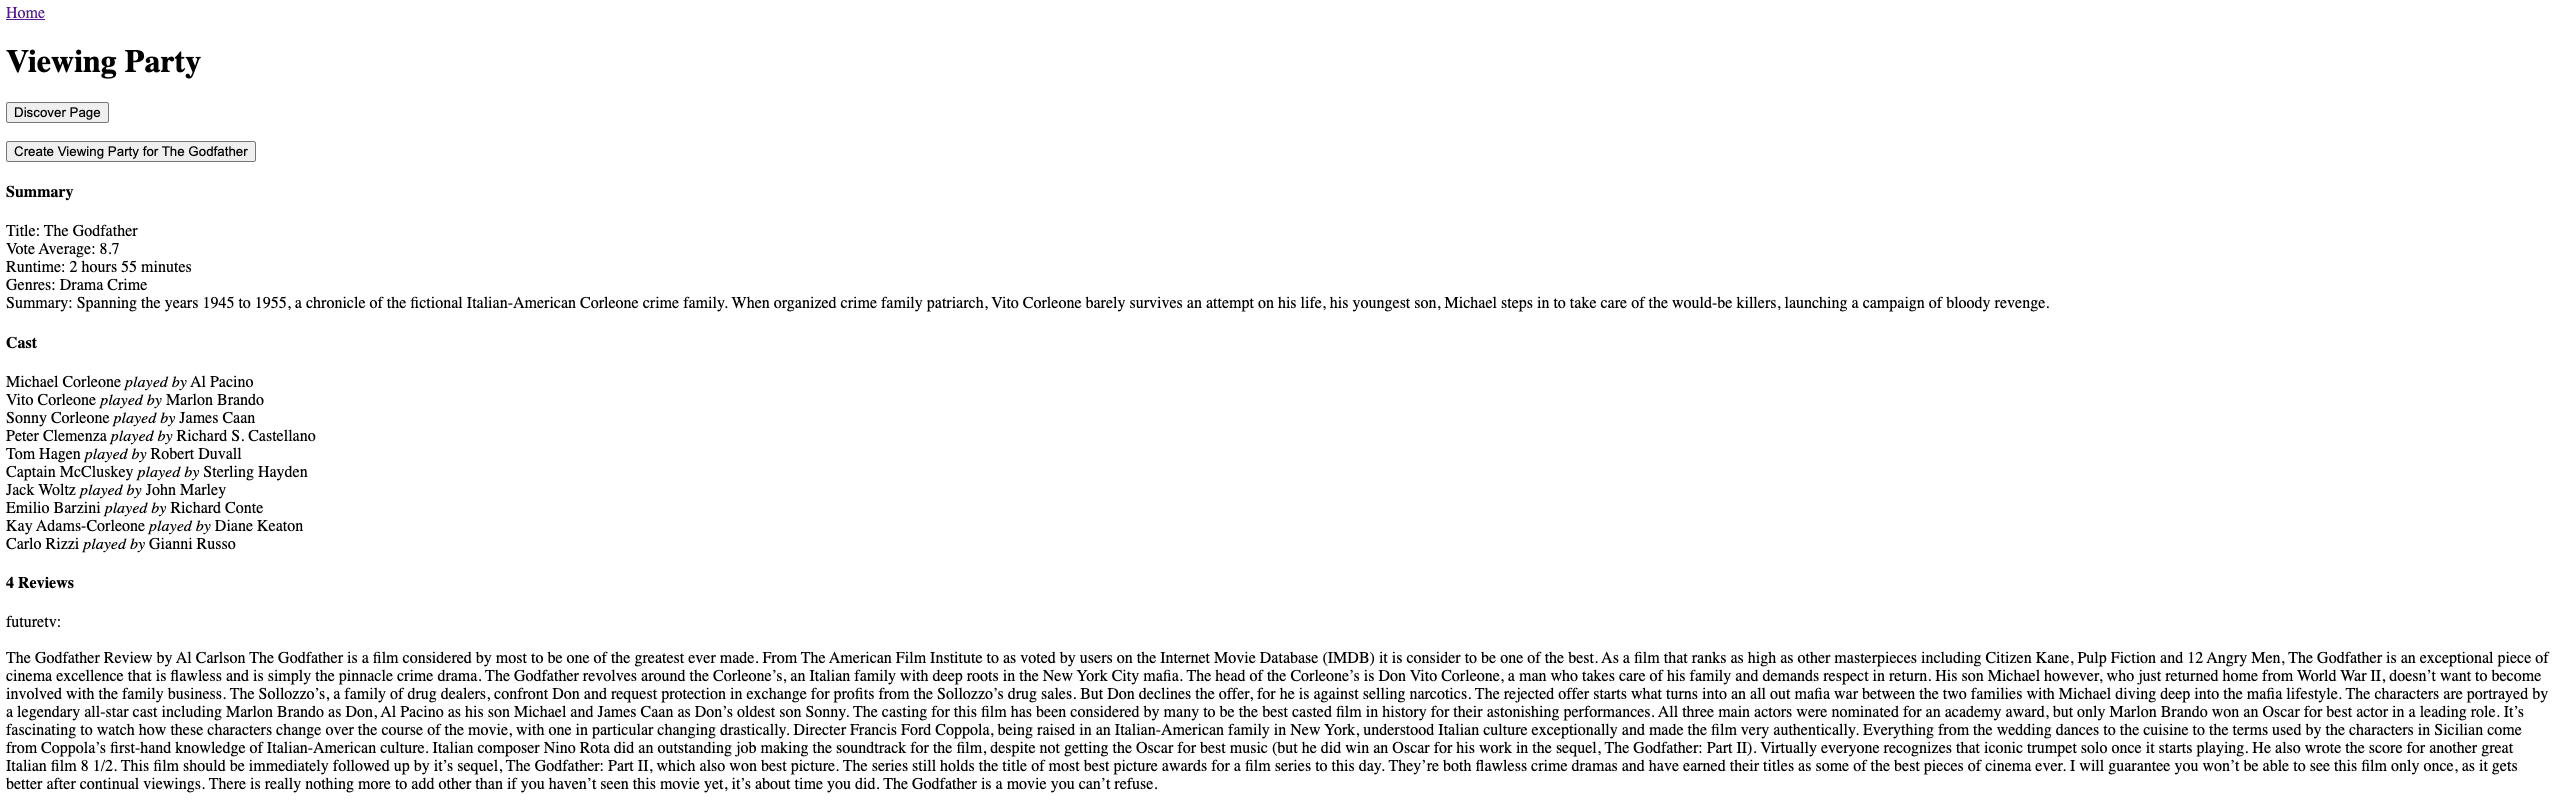 Home
Viewing Party
Discover Page
Create Viewing Party for The Godfather
Summary
Title: The Godfather
Vote Average: 8.7
Runtime: 2 hours 55 minutes
Genres: Drama Crime
Summary: Spanning the years 1945 to 1955, a chronicle of the fictional Italian-American Corleone crime family. When organized crime family patriarch, Vito Corleone barely survives an attempt on his life, his youngest son, Michael steps in to take care of the would-be killers, launching a campaign of bloody revenge.
Cast
Michael Corleone played by Al Pacino
Vito Corleone played by Marlon Brando
Sonny Corleone played by James Caan
Peter Clemenza played by Richard S. Castellano
Tom Hagen played by Robert Duvall
Captain McCluskey played by Sterling Hayden
Jack Woltz played by John Marley
Emilio Barzini played by Richard Conte
Kay Adams-Corleone played by Diane Keaton
Carlo Rizzi played by Gianni Russo
4 Reviews
futuretv:
The Godfather Review by Al Carlson The Godfather is a film considered by most to be one of the greatest ever made. From The American Film Institute to as voted by users on the Internet Movie Database (IMDB) it is consider to be one of the best. As a film that ranks as high as other masterpieces including Citizen Kane, Pulp Fiction and 12 Angry Men, The Godfather is an exceptional piece of
cinema excellence that is flawless and is simply the pinnacle crime drama. The Godfather revolves around the Corleone’s, an Italian family with deep roots in the New York City mafia. The head of the Corleone’s is Don Vito Corleone, a man who takes care of his family and demands respect in return. His son Michael however, who just returned home from World War II, doesn’t want to become
involved with the family business. The Sollozzo’s, a family of drug dealers, confront Don and request protection in exchange for profits from the Sollozzo’s drug sales. But Don declines the offer, for he is against selling narcotics. The rejected offer starts what turns into an all out mafia war between the two families with Michael diving deep into the mafia lifestyle. The characters are portrayed by
a legendary all-star cast including Marlon Brando as Don, Al Pacino as his son Michael and James Caan as Don’s oldest son Sonny. The casting for this film has been considered by many to be the best casted film in history for their astonishing performances. All three main actors were nominated for an academy award, but only Marlon Brando won an Oscar for best actor in a leading role. It’s
fascinating to watch how these characters change over the course of the movie, with one in particular changing drastically. Directer Francis Ford Coppola, being raised in an Italian-American family in New York, understood Italian culture exceptionally and made the film very authentically. Everything from the wedding dances to the cuisine to the terms used by the characters in Sicilian come
from Coppola’s first-hand knowledge of Italian-American culture. Italian composer Nino Rota did an outstanding job making the soundtrack for the film, despite not getting the Oscar for best music (but he did win an Oscar for his work in the sequel, The Godfather: Part II). Virtually everyone recognizes that iconic trumpet solo once it starts playing. He also wrote the score for another great
Italian film 8 1/2. This film should be immediately followed up by it’s sequel, The Godfather: Part II, which also won best picture. The series still holds the title of most best picture awards for a film series to this day. They’re both flawless crime dramas and have earned their titles as some of the best pieces of cinema ever. I will guarantee you won’t be able to see this film only once, as it gets
better after continual viewings. There is really nothing more to add other than if you haven’t seen this movie yet, it’s about time you did. The Godfather is a movie you can’t refuse.